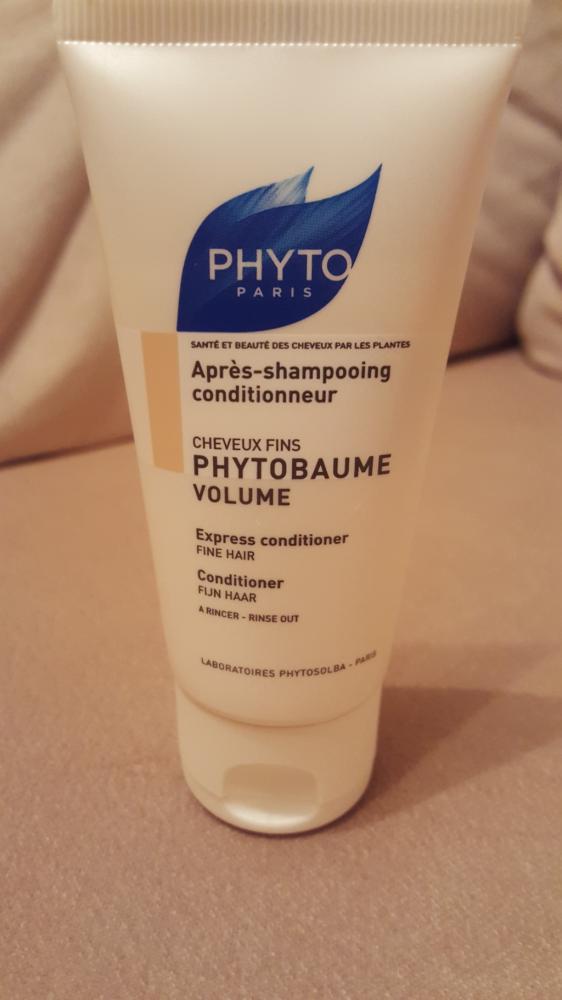 PHYTO
PARIS
SANTÉ ET BEAUTÉ DES CHEVEUX PAR LES PLANTES
Après-shampooing
conditionneur
CHEVEUX FINS
PHYTOBAUME
VOLUME
Express conditioner
FINE HAIR
Conditioner
FIJN HAAR
A RINCER - RINSE OUT
LABORATOIRES PHYTOSOLBA - PARIS